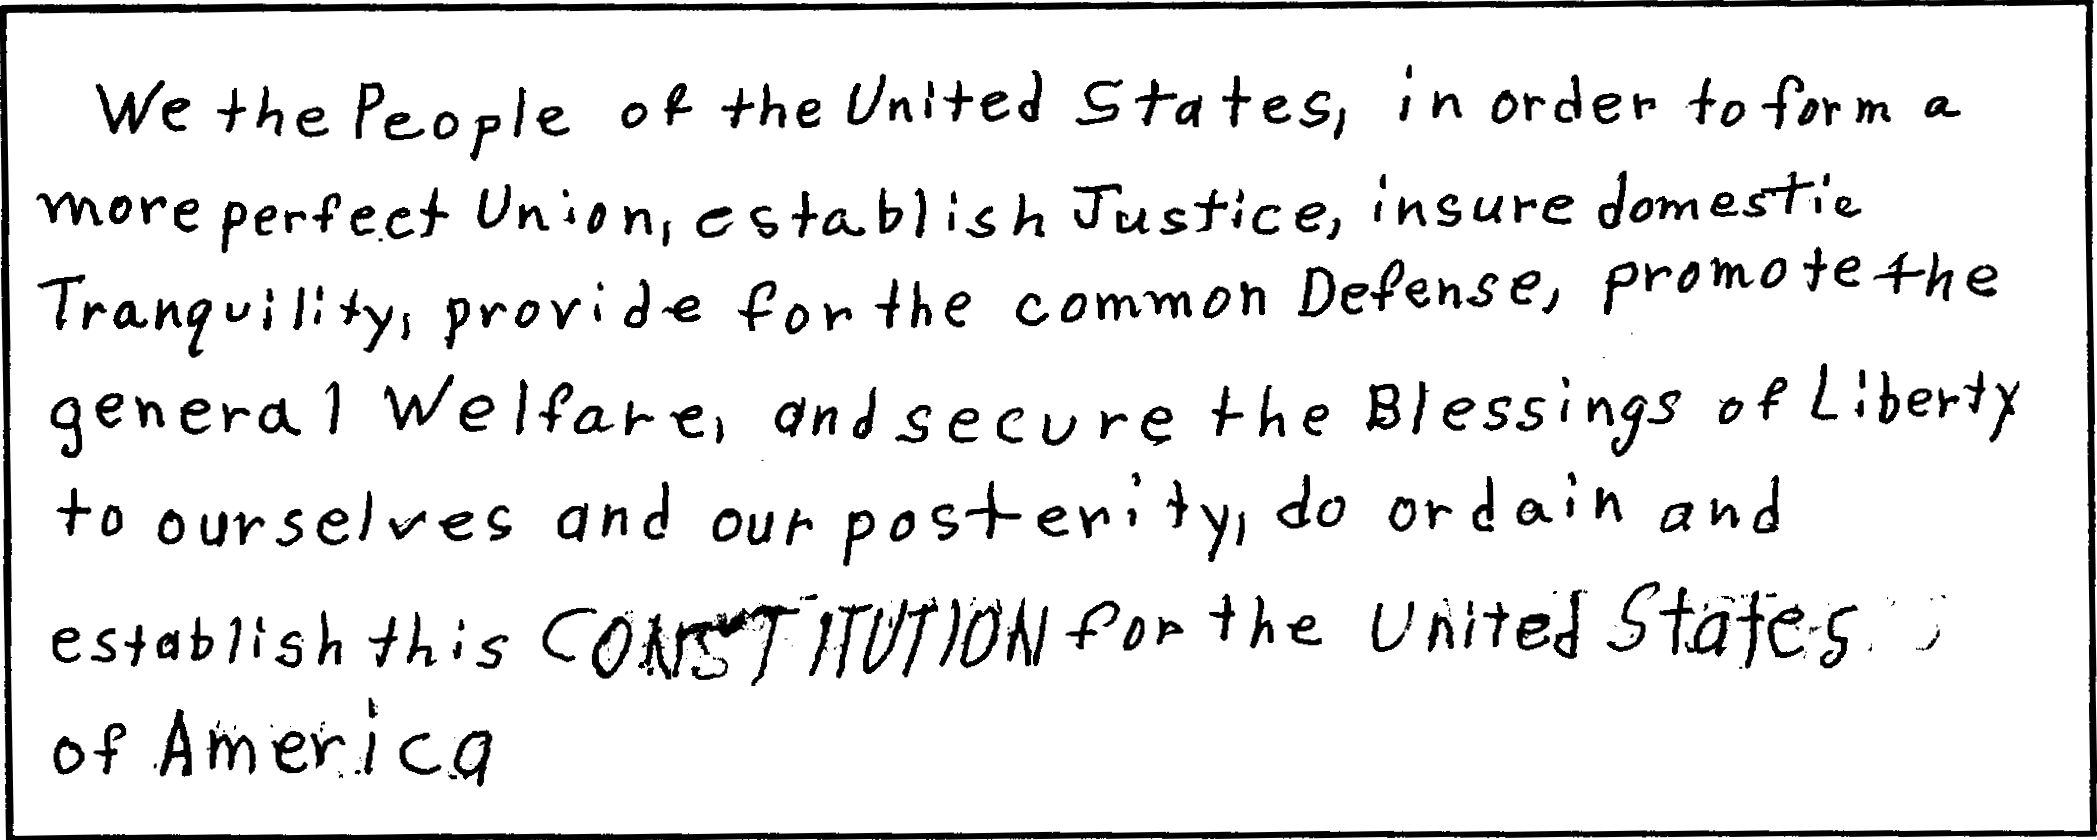 We the People of the United States, in order to form a
more perfect Union, establish Justice, insure domestic
Tranquility, provide for the common Defense, promote the
general Welfare, and secure the Blessings of Liberty
to ourselves and our posterity, do ordain and
establish this CONSTITUTION for the United States
of America